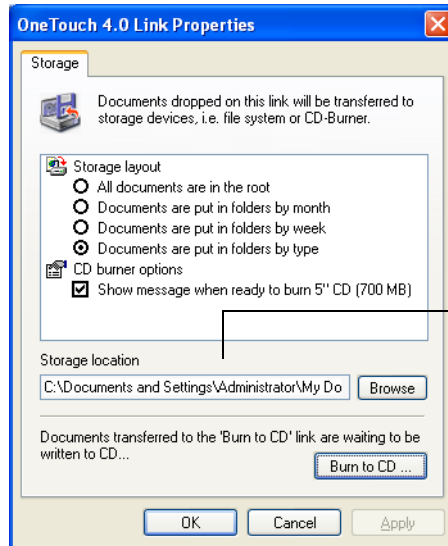 OneTouch 4.0 Link Properties
Storage
Documents dropped on this link will be transferred to
storage devices, i.e. file system or CD-Burner.
Storage layout
All documents are in the root
Documents are put in folders by month
Documents are put in folders by week
Documents are put in folders by type
CD burner options
Show message when ready to burn 5" CD (700 MB)
Storage location
C:\Documents and Settings\Administrator\My Do
Browse
Documents transferred to the 'Burn to CD' link are waiting to be
written to CD...
Burn to CD ...
OK Cancel Apply